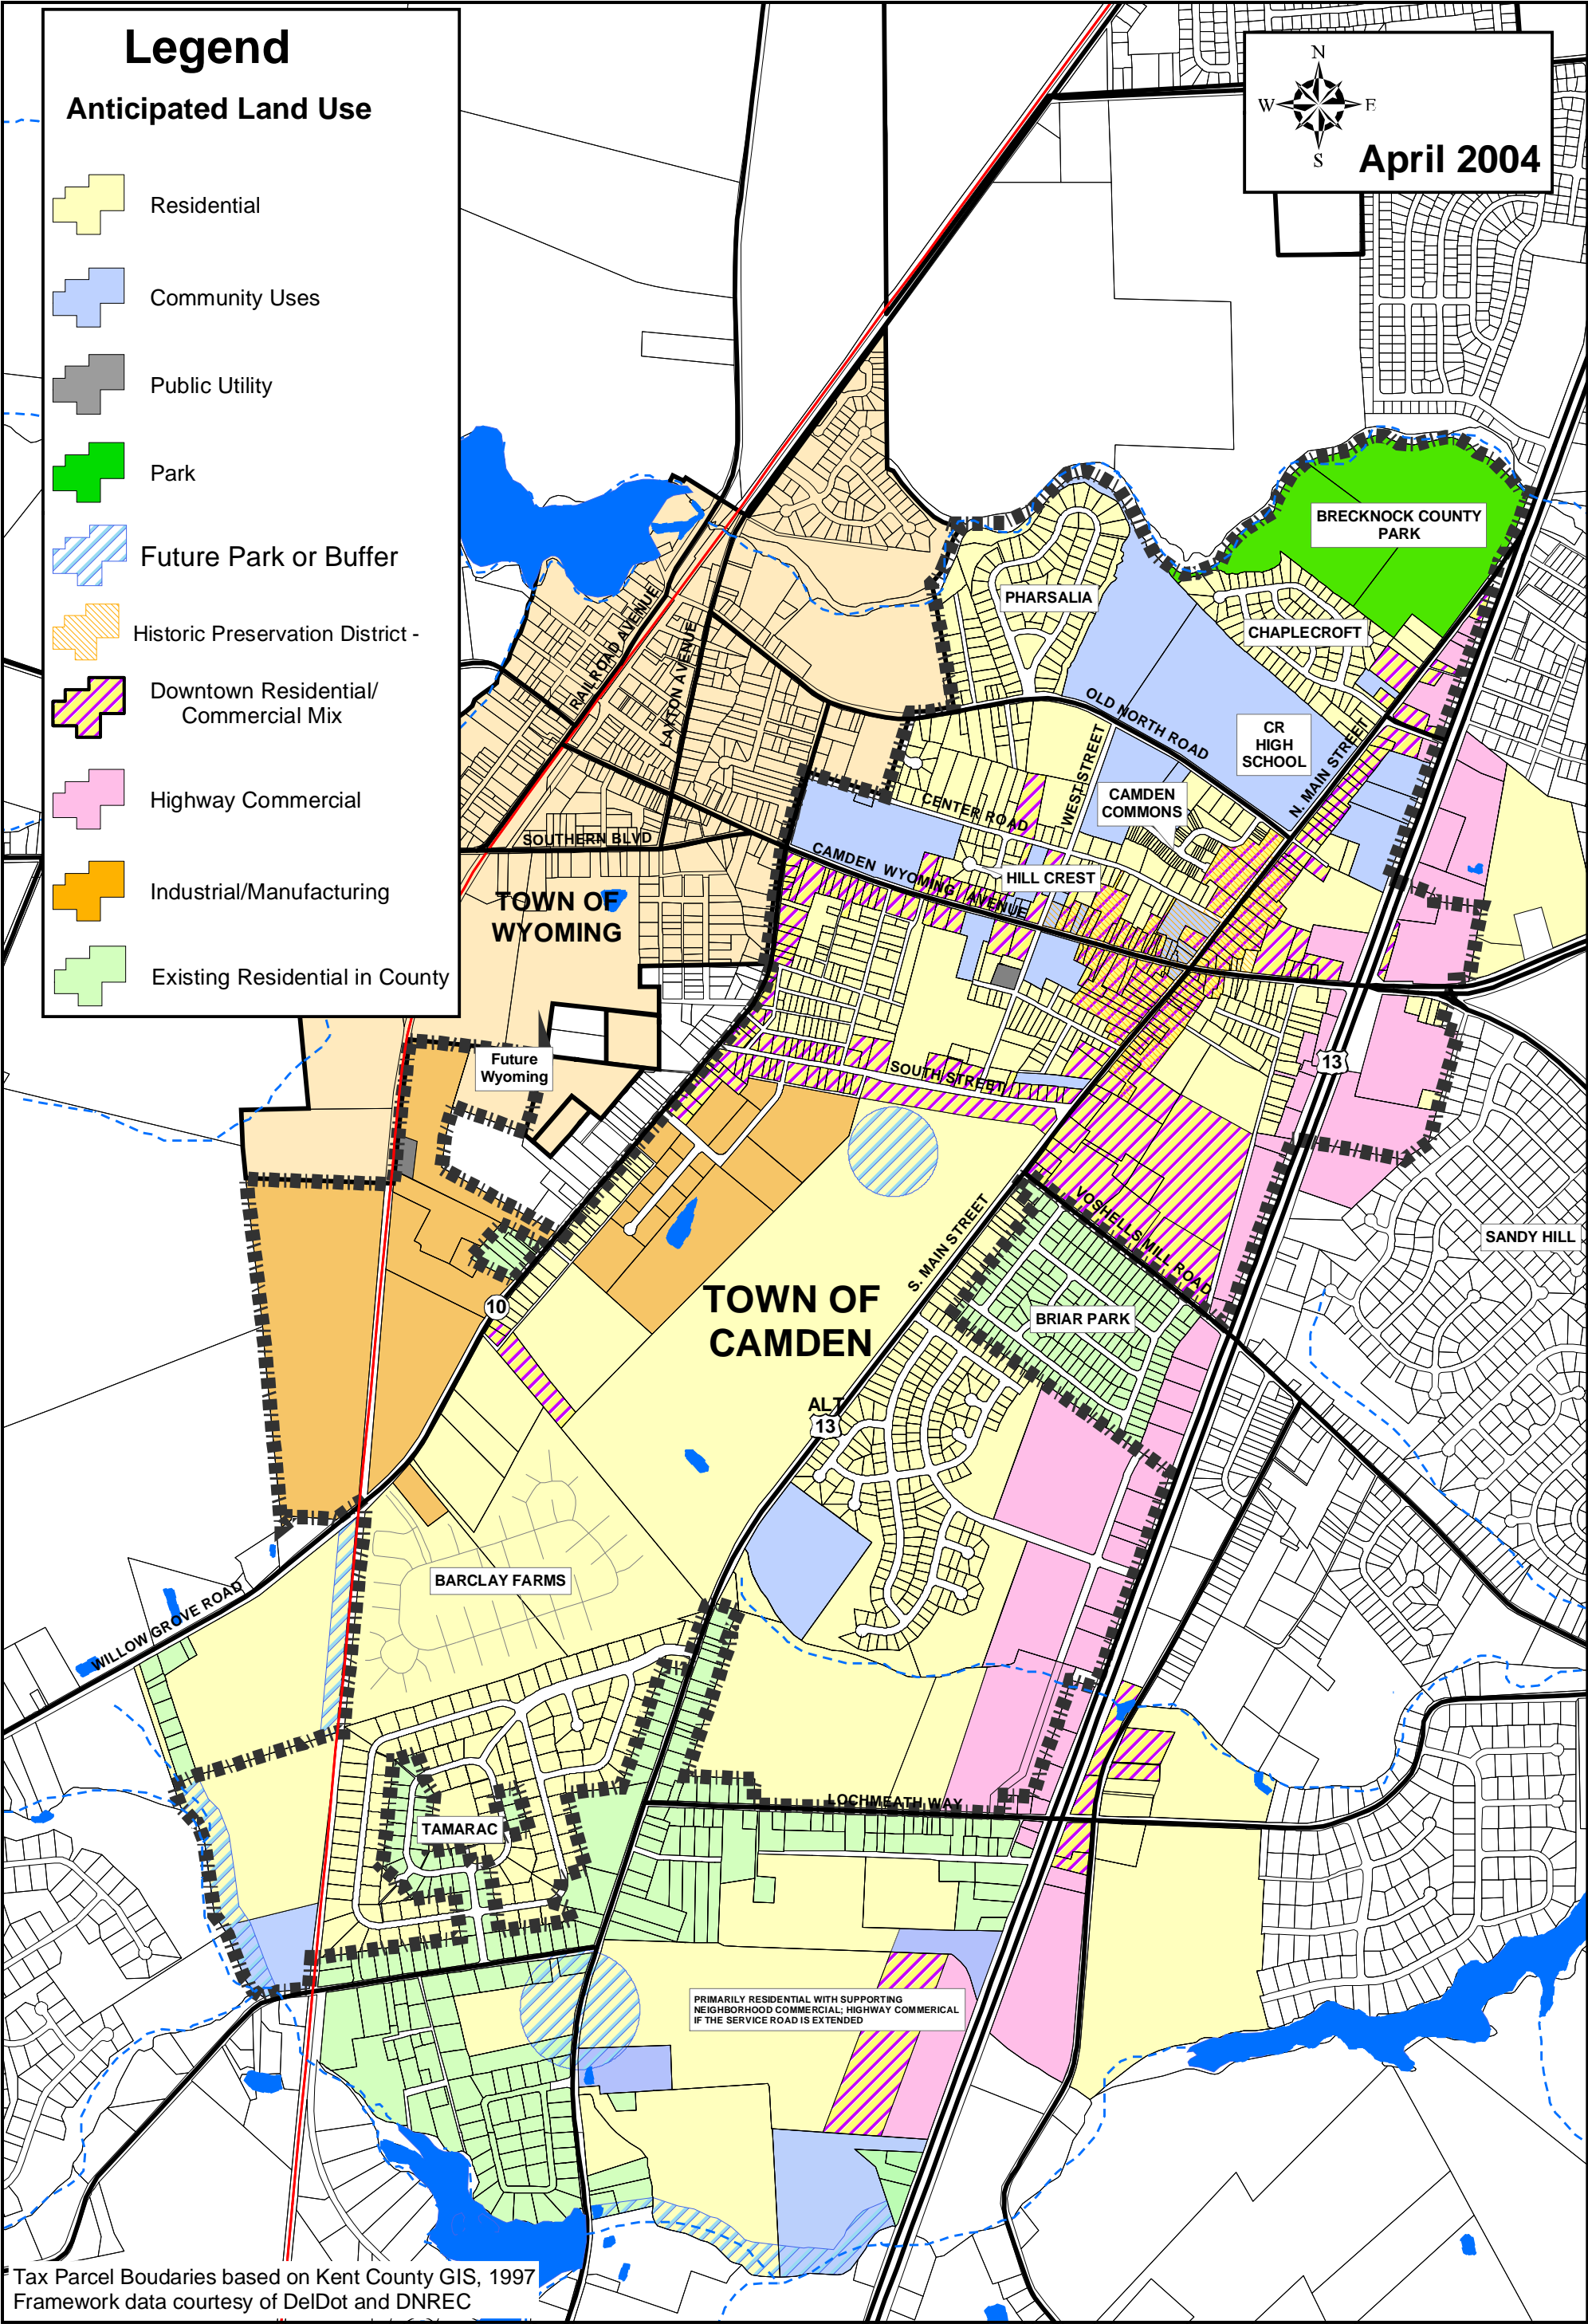 Legend
Anticipated Land Use
Residential
Community Uses
Public Utility
Park
Future Park or Buffer
Historic Preservation District -
Downtown Residential/
Commercial Mix
Highway Commercial
Industrial/Manufacturing
Existing Residential in County
N
W
E
S
April 2004
BRECKNOCK COUNTY
PARK
PHARSALIA
CHAPLECROFT
RAILROAD AVENUE
LAYTON AVENUE
OLD NORTH ROAD
CR
HIGH
SCHOOL
N. MAIN STREET
WEST STREET
CAMDEN
COMMONS
CENTER ROAD
SOUTHERN BLVD
CAMDEN WYOMING AVENUE
HILL CREST
TOWN OF
WYOMING
Future
Wyoming
SOUTH STREET
13
VOSHELLS MILL ROAD
SANDY HILL
S. MAIN STREET
10
TOWN OF
CAMDEN
BRIAR PARK
ALT
13
BARCLAY FARMS
WILLOW GROVE ROAD
LOCHMEATH WAY
TAMARAC
PRIMARILY RESIDENTIAL WITH SUPPORTING
NEIGHBORHOOD COMMERCIAL; HIGHWAY COMMERICAL
IF THE SERVICE ROAD IS EXTENDED
Tax Parcel Boudaries based on Kent County GIS, 1997
Framework data courtesy of DelDot and DNREC